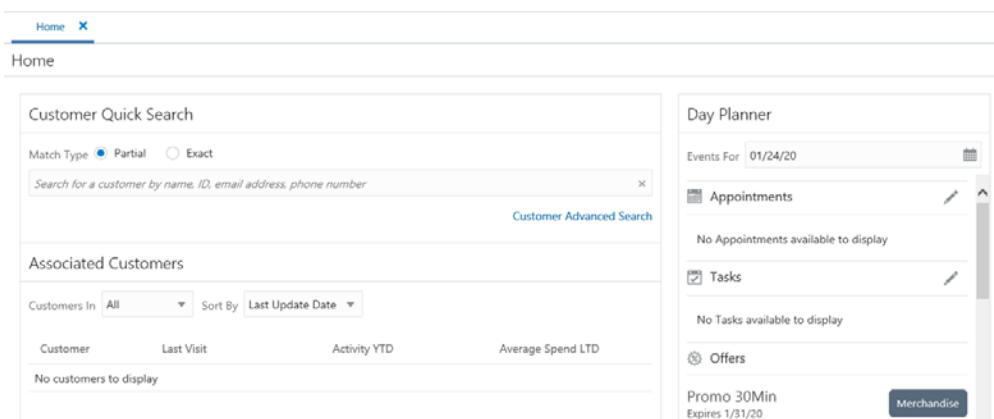 Home
Home
Customer Quick Search
Match Type Partial Exact
Search for a customer by name, ID, email address, phone number
Customer Advanced Search
Associated Customers
Customers In All Sort By Last Update Date
Customer Last Visit Activity YTD Average Spend LTD
No customers to display
Day Planner
Events For 01/24/20
Appointments
No Appointments available to display
Tasks
No Tasks available to display
Offers
Promo 30Min
Merchandise
Expires 1/31/20